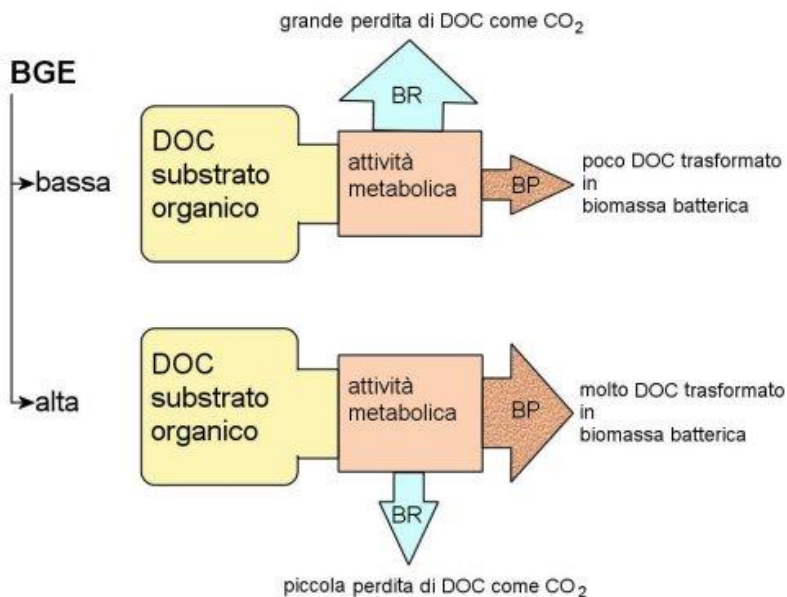 grande perdita di DOC come CO₂
BGE
BR
DOC
substrato
organico
attività
metabolica
BP
bassa
poco DOC trasformato
in
biomassa batterica
DOC
substrato
organico
attività
metabolica
BP
alta
molto DOC trasformato
in
biomassa batterica
BR
piccola perdita di DOC come CO₂